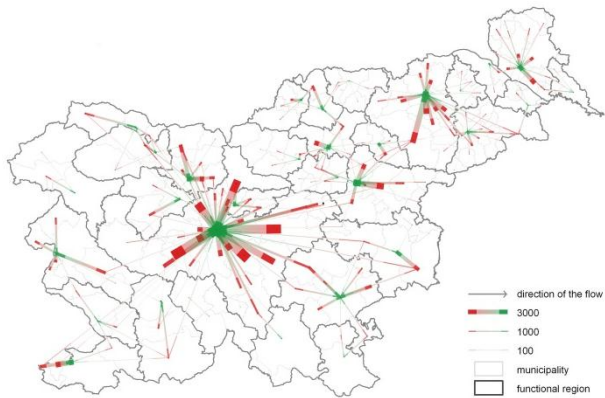 direction of the flow
3000
1000
100
municipality
functional region